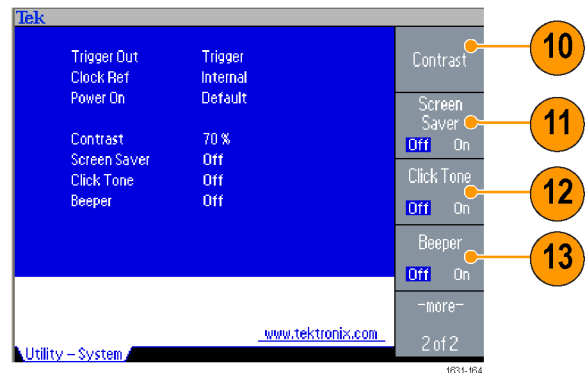 Tek
Trigger Out Trigger
Clock Ref Internal
Power On Default
Contrast 70 %
Screen Saver Off
Click Tone Off
Beeper Off
www.tektronix.com
Utility – System
Contrast
Screen
Saver
Off On
Click Tone
Off On
Beeper
Off On
-more-
2 of 2
10
11
12
13
1631-164